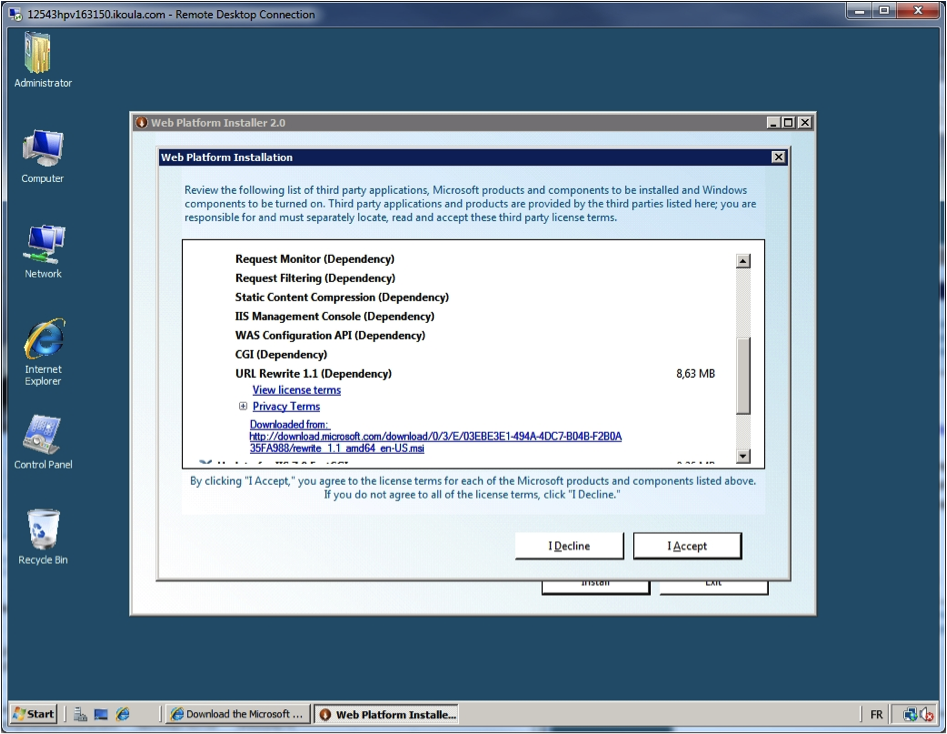 12543hpv163150.ikoula.com - Remote Desktop Connection
Administrator
Computer
Network
Internet
Explorer
Control Panel
Recycle Bin
Web Platform Installer 2.0
Web Platform Installation
Review the following list of third party applications, Microsoft products and components to be installed and Windows
components to be turned on. Third party applications and products are provided by the third parties listed here; you are
responsible for and must separately locate, read and accept these third party license terms.
Request Monitor (Dependency)
Request Filtering (Dependency)
Static Content Compression (Dependency)
IIS Management Console (Dependency)
WAS Configuration API (Dependency)
CGI (Dependency)
URL Rewrite 1.1 (Dependency) 8,63 MB
View license terms
Privacy Terms
Downloaded from:
http://download.microsoft.com/download/0/3/E/03EBE3E1-494A-4DC7-B04B-F2B0A
35FA988/rewrite_1.1_amd64_en-US.msi
By clicking "I Accept," you agree to the license terms for each of the Microsoft products and components listed above.
If you do not agree to all of the license terms, click "I Decline."
I Decline
I Accept
Install
Exit
Start
Download the Microsoft ...
Web Platform Installe...
FR